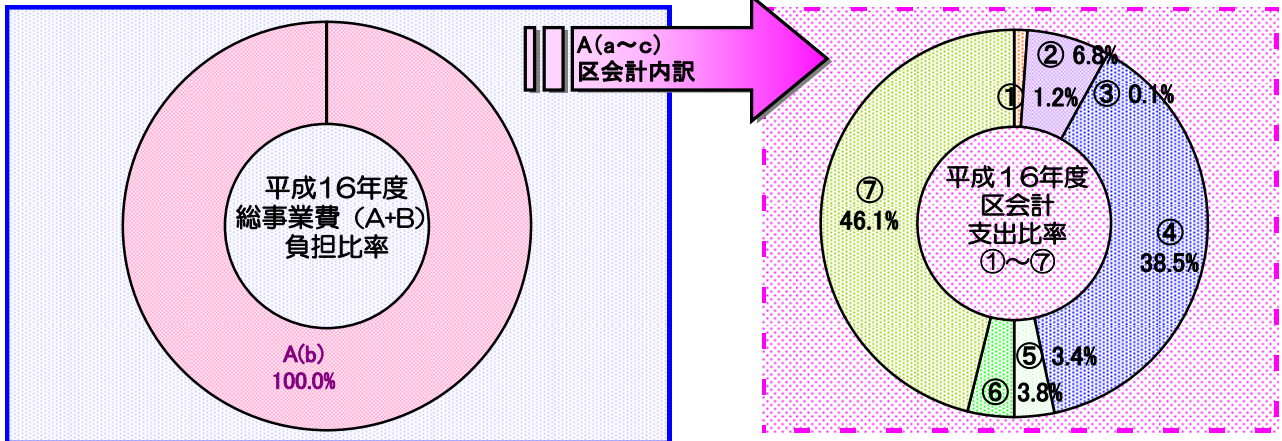 平成16年度
総事業費（A+B）
負担比率
A(b)
100.0%
A(a～c)
区会計内訳
平成16年度
区会計
支出比率
①～⑦
① 1.2%
② 6.8%
③ 0.1%
④
38.5%
⑤ 3.4%
⑥ 3.8%
⑦
46.1%